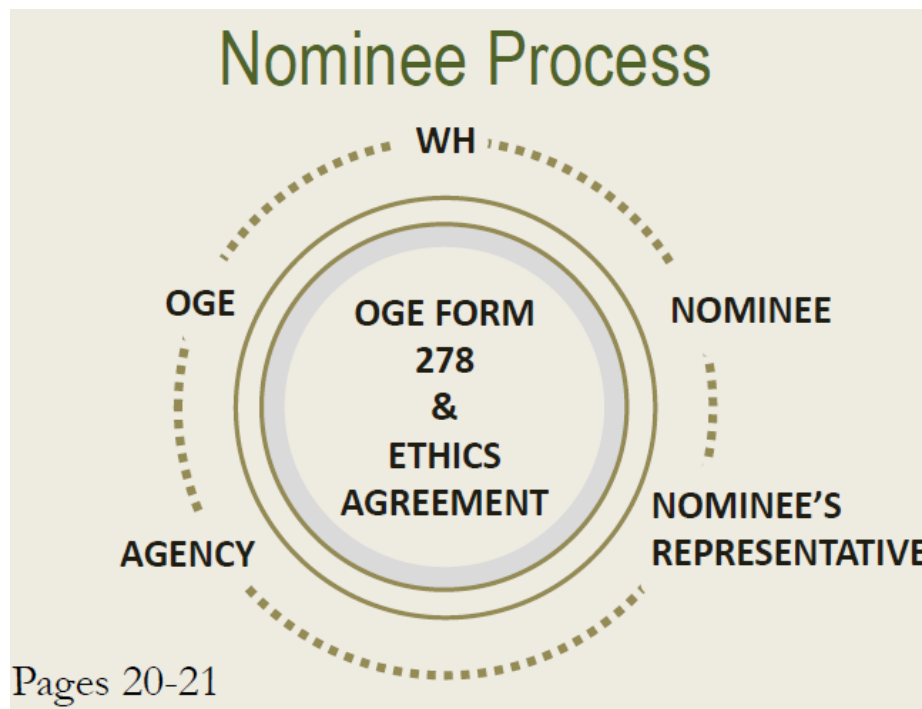 Nominee Process
WH
OGE
NOMINEE
OGE FORM
278
&
ETHICS
AGREEMENT
AGENCY
NOMINEE'S
REPRESENTATIVE
Pages 20-21